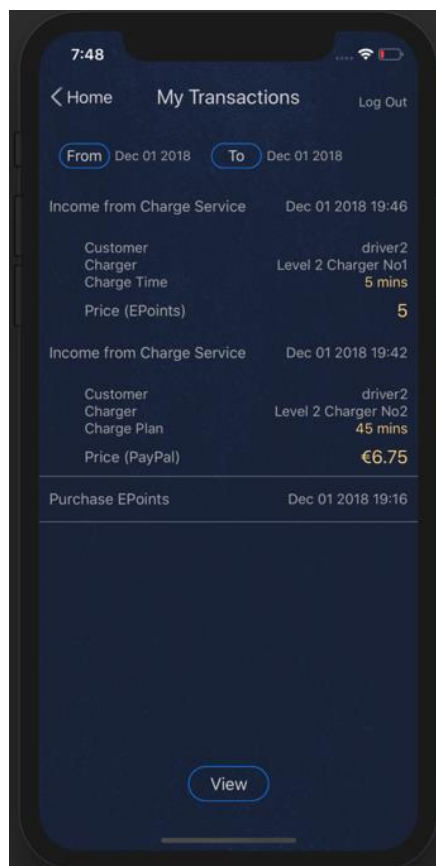 7:48
Home My Transactions Log Out
From Dec 01 2018 To Dec 01 2018
Income from Charge Service Dec 01 2018 19:46
Customer driver2
Charger Level 2 Charger No1
Charge Time 5 mins
Price (EPoints) 5
Income from Charge Service Dec 01 2018 19:42
Customer driver2
Charger Level 2 Charger No2
Charge Plan 45 mins
Price (PayPal) €6.75
Purchase EPoints Dec 01 2018 19:16
View